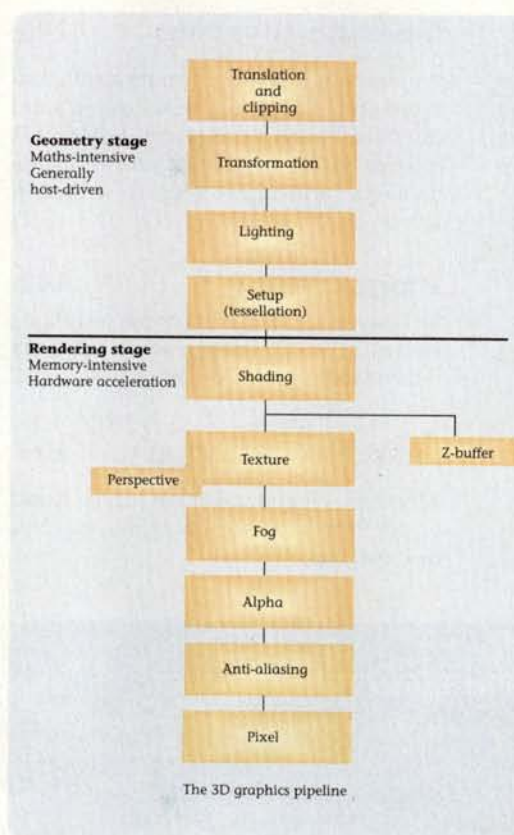 Translation
and
clipping
Geometry stage
Maths-intensive
Generally
host-driven
Transformation
Lighting
Setup
(tessellation)
Rendering stage
Memory-intensive
Hardware acceleration
Shading
Z-buffer
Texture
Perspective
Fog
Alpha
Anti-aliasing
Pixel
The 3D graphics pipeline